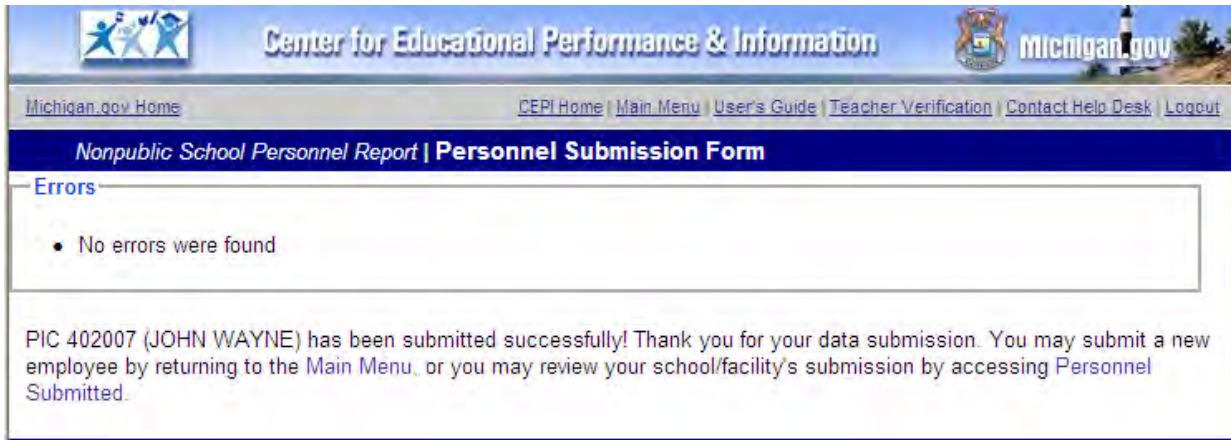 Center for Educational Performance & Information
Michigan.gov
Michigan.gov Home
CEPI Home | Main Menu | User's Guide | Teacher Verification | Contact Help Desk | Logout
Nonpublic School Personnel Report | Personnel Submission Form
Errors
• No errors were found
PIC 402007 (JOHN WAYNE) has been submitted successfully! Thank you for your data submission. You may submit a new
employee by returning to the Main Menu, or you may review your school/facility's submission by accessing Personnel
Submitted.